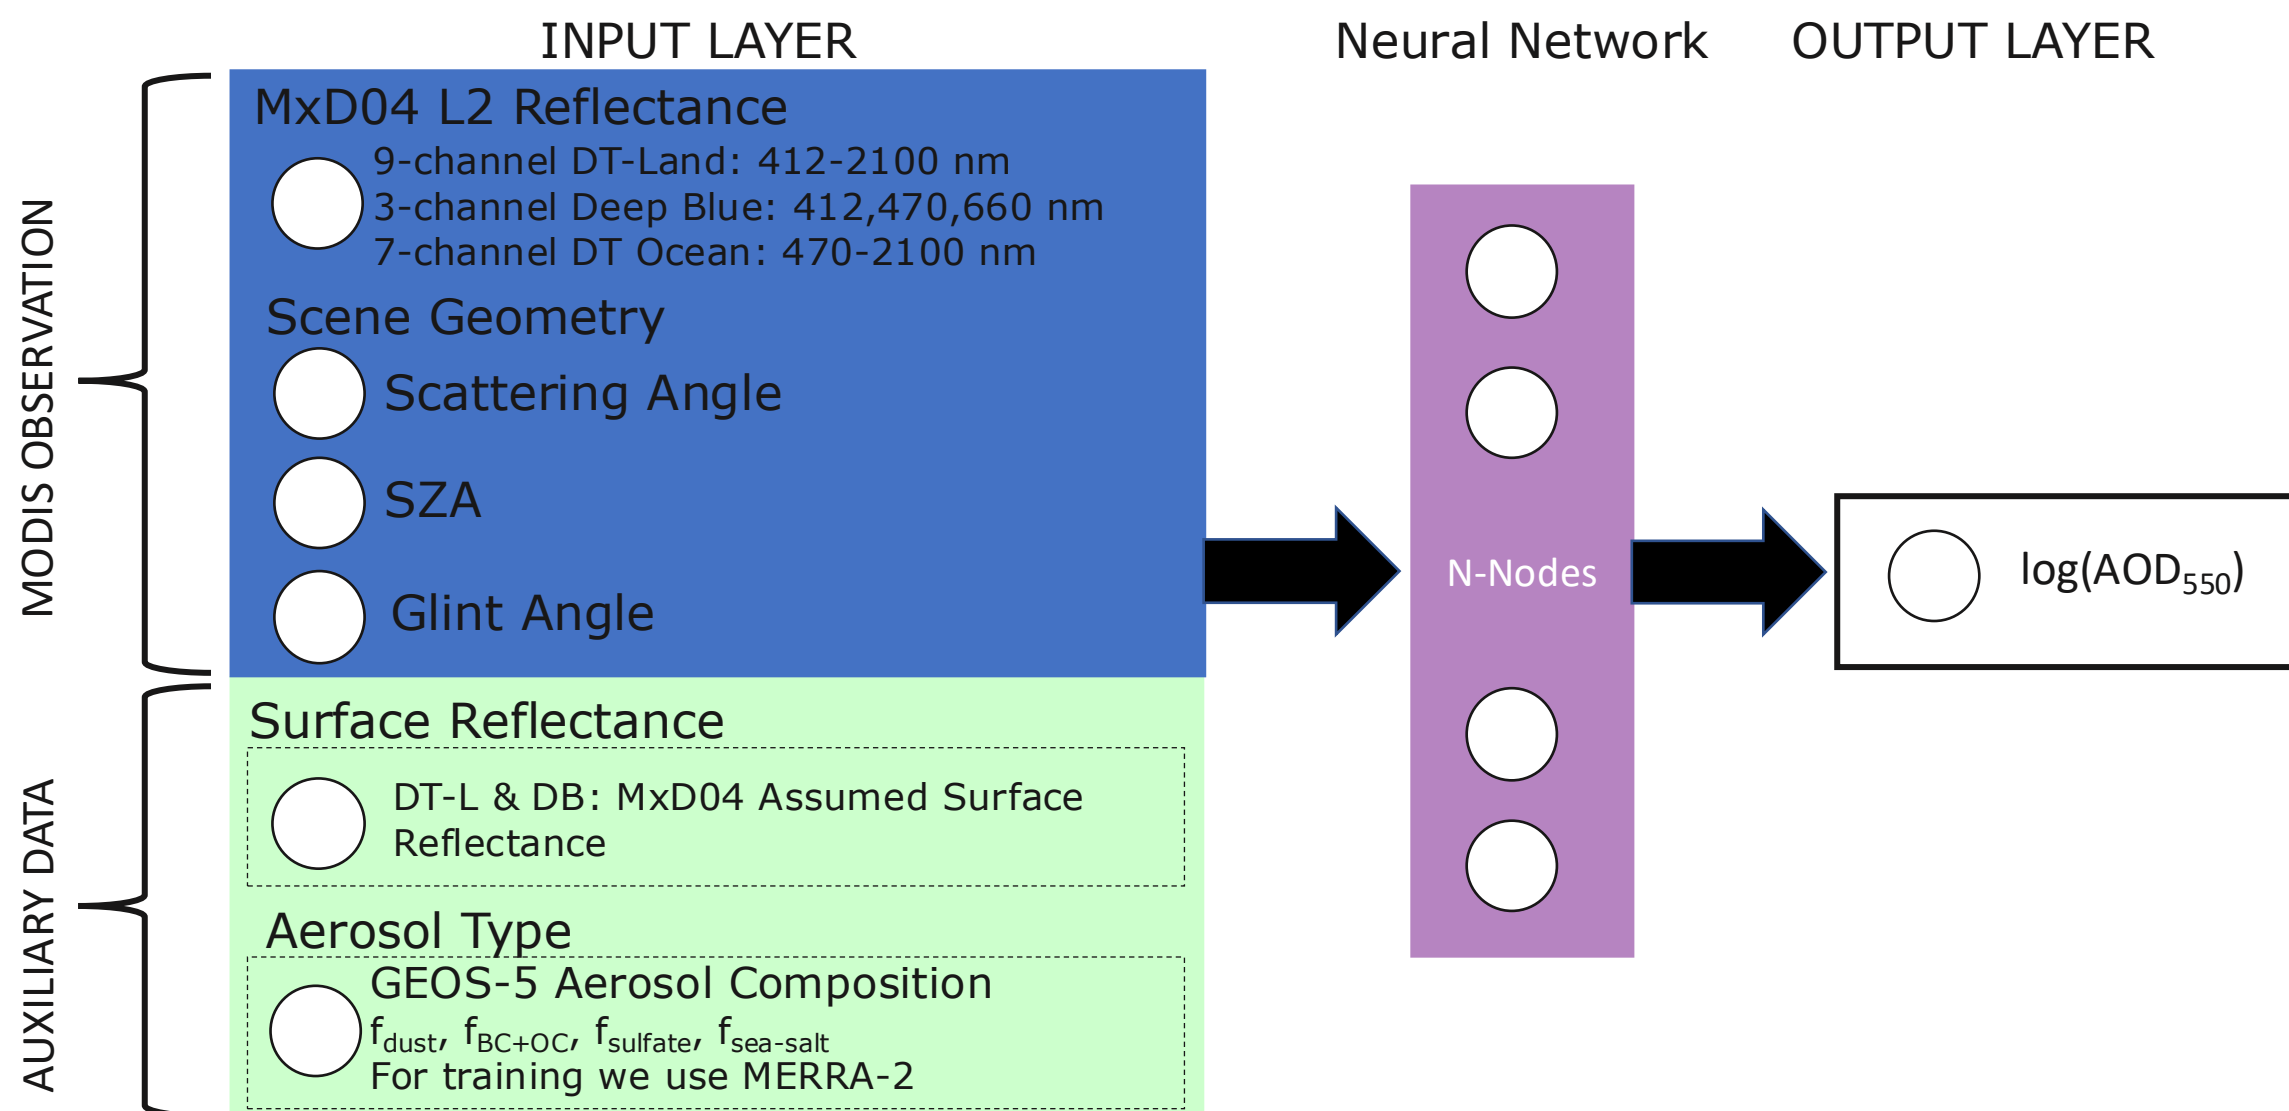 INPUT LAYER
Neural Network
OUTPUT LAYER
MODIS OBSERVATION
MxD04 L2 Reflectance
9-channel DT-Land: 412-2100 nm
3-channel Deep Blue: 412,470,660 nm
7-channel DT Ocean: 470-2100 nm
Scene Geometry
Scattering Angle
SZA
Glint Angle
AUXILIARY DATA
Surface Reflectance
DT-L & DB: MxD04 Assumed Surface
Reflectance
Aerosol Type
GEOS-5 Aerosol Composition
fdust, fBC+OC, fsulfate, fsea-salt
For training we use MERRA-2
N-Nodes
log(AOD550)